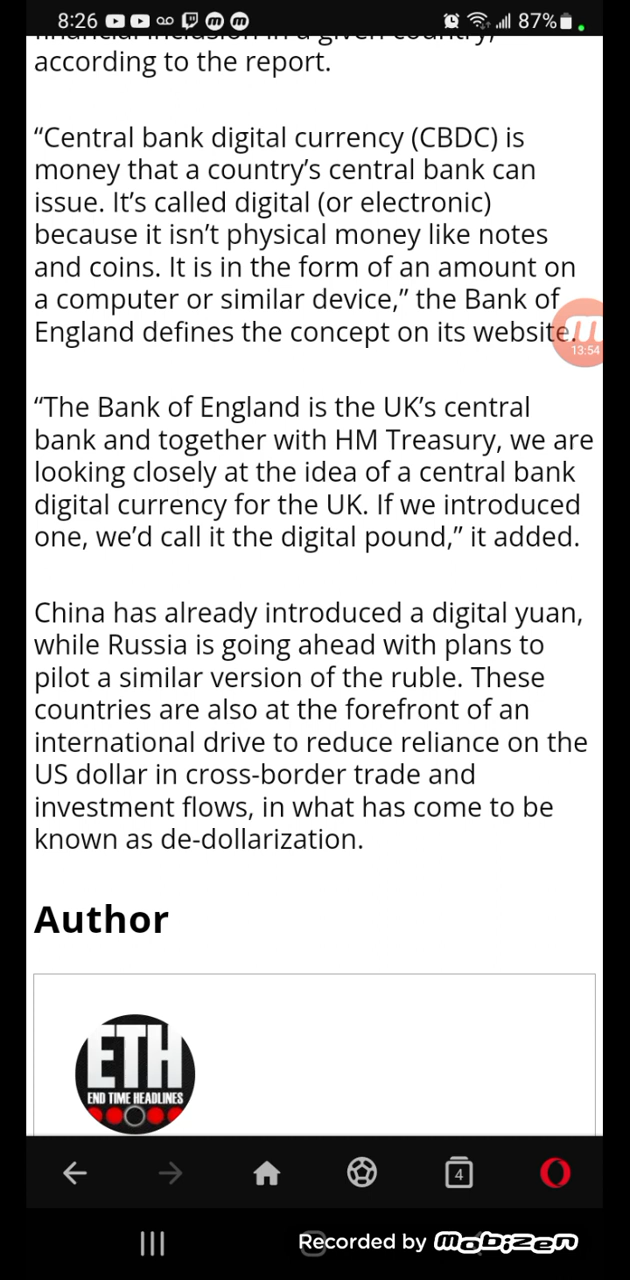 8:26
87%
financial inclusion in a given country,
according to the report.
“Central bank digital currency (CBDC) is
money that a country’s central bank can
issue. It’s called digital (or electronic)
because it isn’t physical money like notes
and coins. It is in the form of an amount on
a computer or similar device,” the Bank of
England defines the concept on its website.
13:54
“The Bank of England is the UK’s central
bank and together with HM Treasury, we are
looking closely at the idea of a central bank
digital currency for the UK. If we introduced
one, we’d call it the digital pound,” it added.
China has already introduced a digital yuan,
while Russia is going ahead with plans to
pilot a similar version of the ruble. These
countries are also at the forefront of an
international drive to reduce reliance on the
US dollar in cross-border trade and
investment flows, in what has come to be
known as de-dollarization.
Author
ETH
END TIME HEADLINES
4
Recorded by mobizen